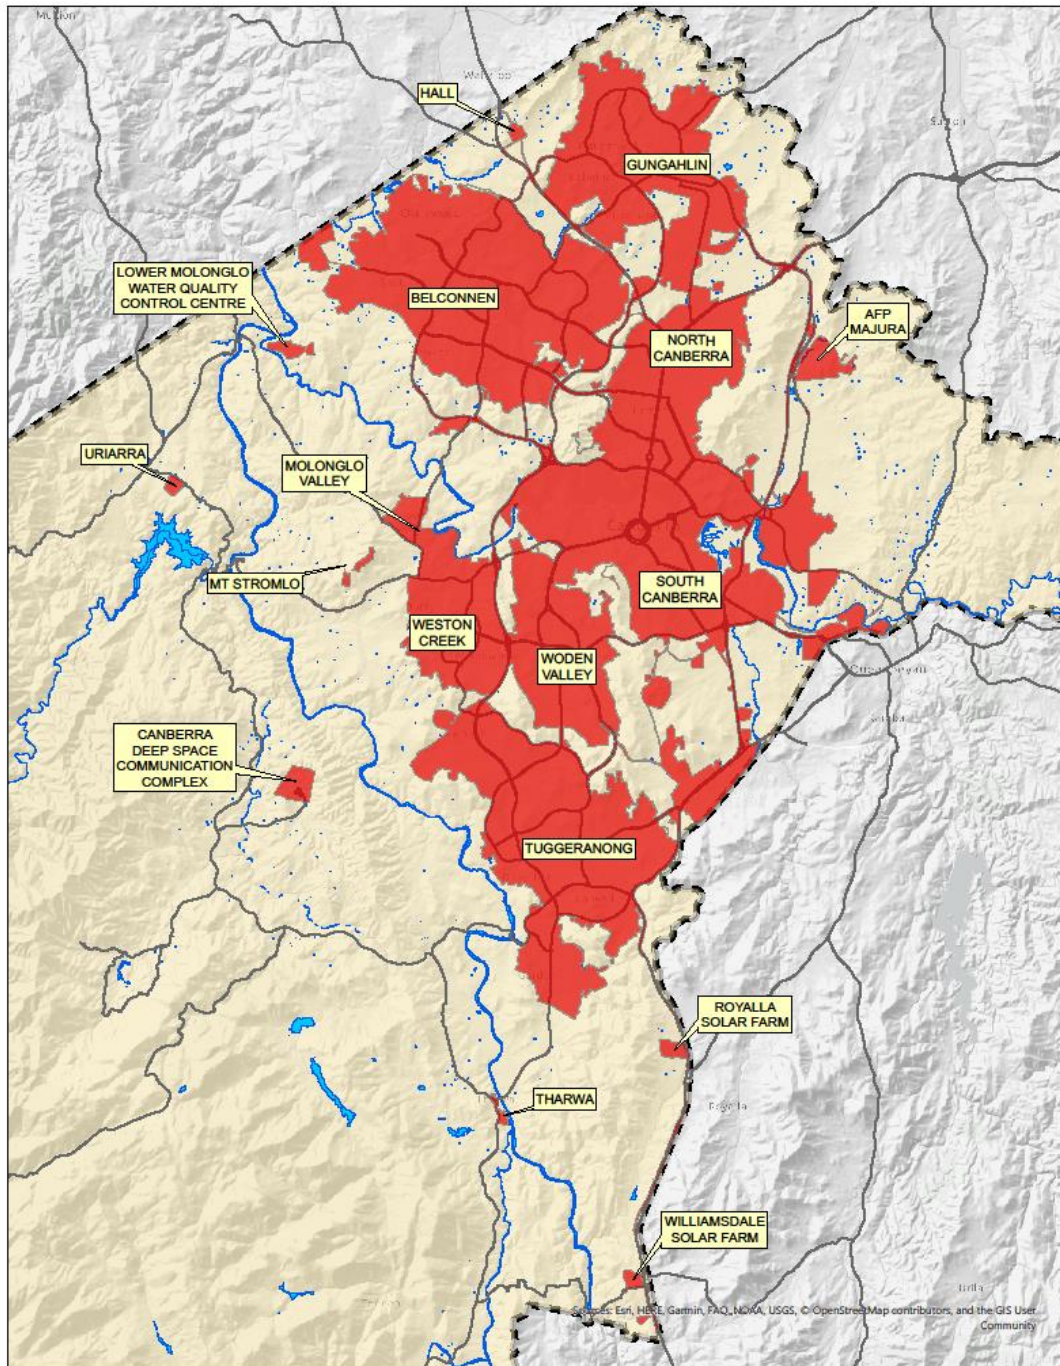 HALL
GUNGAHLIN
LOWER MOLONGLO
WATER QUALITY
CONTROL CENTRE
BELCONNEN
AFP
MAJURA
NORTH
CANBERRA
URIARRA
MOLONGLO
VALLEY
MT STROMLO
SOUTH
CANBERRA
WESTON
CREEK
WODEN
VALLEY
CANBERRA
DEEP SPACE
COMMUNICATION
COMPLEX
TUGGERANONG
ROYALLA
SOLAR FARM
THARWA
Royalla
WILLIAMSDALE
SOLAR FARM
Sources: Esri, HERE, Garmin, FAO, NOAA, USGS, © OpenStreetMap contributors, and the GIS User
Community